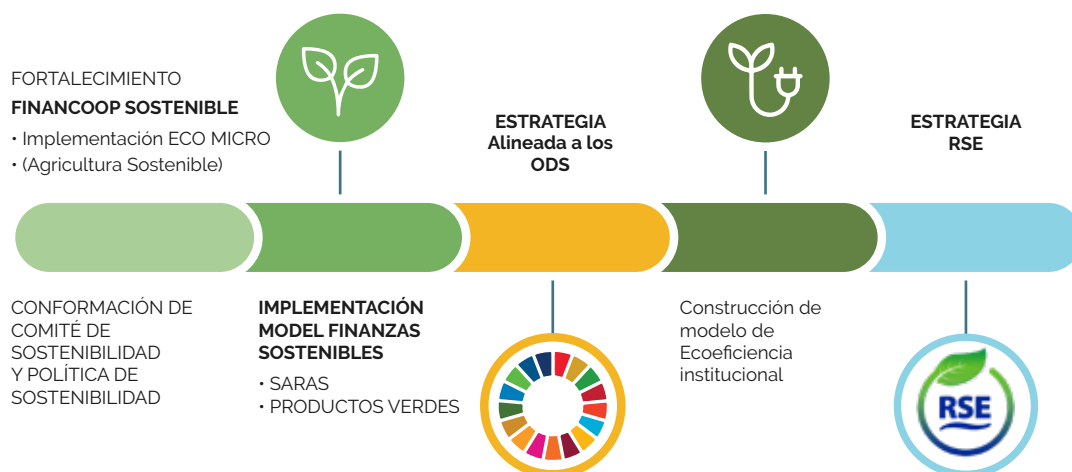 FORTALECIMIENTO
FINANCOOP SOSTENIBLE
• Implementación ECO MICRO
• (Agricultura Sostenible)
CONFORMACIÓN DE
COMITÉ DE
SOSTENIBILIDAD
Y POLÍTICA DE
SOSTENIBILIDAD
IMPLEMENTACIÓN
MODEL FINANZAS
SOSTENIBLES
• SARAS
• PRODUCTOS VERDES
ESTRATEGIA
Alineada a los
ODS
Construcción de
modelo de
Ecoeficiencia
institucional
ESTRATEGIA
RSE
RSE